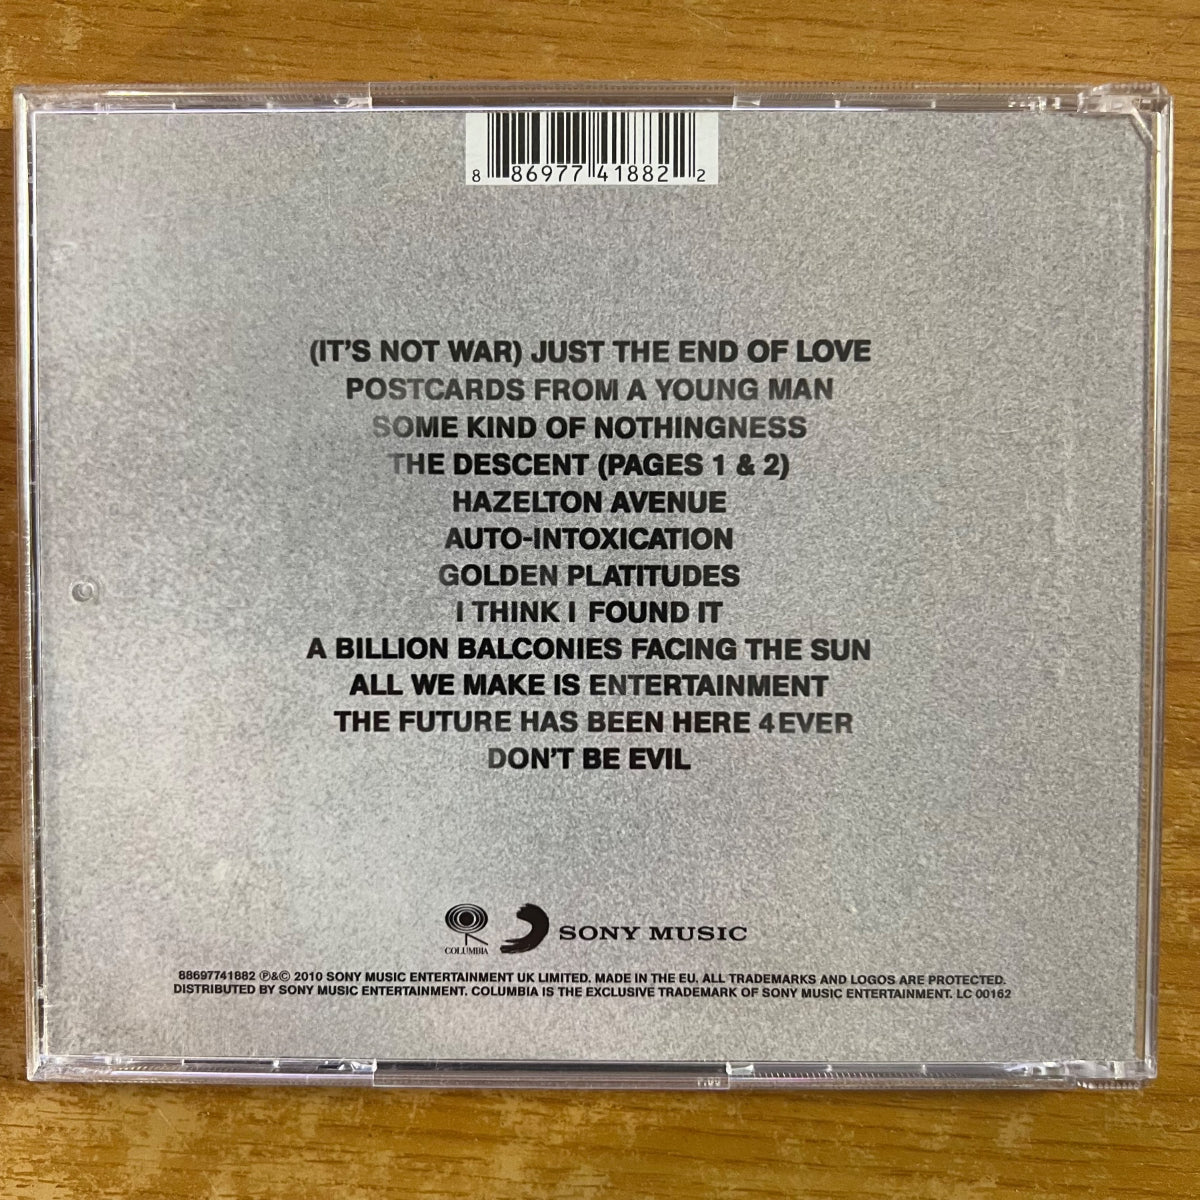 8 86977 41882 2
(IT'S NOT WAR) JUST THE END OF LOVE
POSTCARDS FROM A YOUNG MAN
SOME KIND OF NOTHINGNESS
THE DESCENT (PAGES 1 & 2)
HAZELTON AVENUE
AUTO-INTOXICATION
GOLDEN PLATITUDES
I THINK I FOUND IT
A BILLION BALCONIES FACING THE SUN
ALL WE MAKE IS ENTERTAINMENT
THE FUTURE HAS BEEN HERE 4EVER
DON'T BE EVIL
COLUMBIA SONY MUSIC
88697741882 ℗&© 2010 SONY MUSIC ENTERTAINMENT UK LIMITED. MADE IN THE EU. ALL TRADEMARKS AND LOGOS ARE PROTECTED.
DISTRIBUTED BY SONY MUSIC ENTERTAINMENT. COLUMBIA IS THE EXCLUSIVE TRADEMARK OF SONY MUSIC ENTERTAINMENT. LC 00162